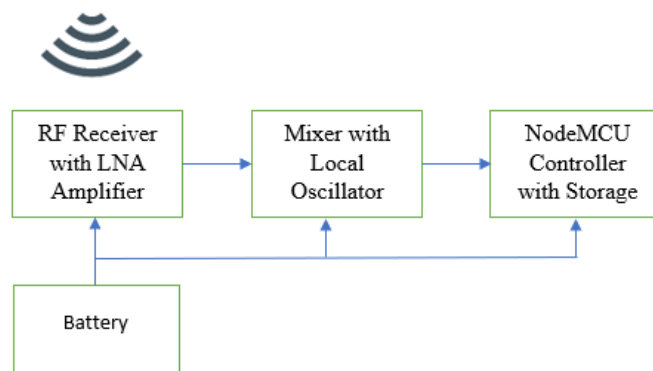 RF Receiver
with LNA
Amplifier
Mixer with
Local
Oscillator
NodeMCU
Controller
with Storage
Battery